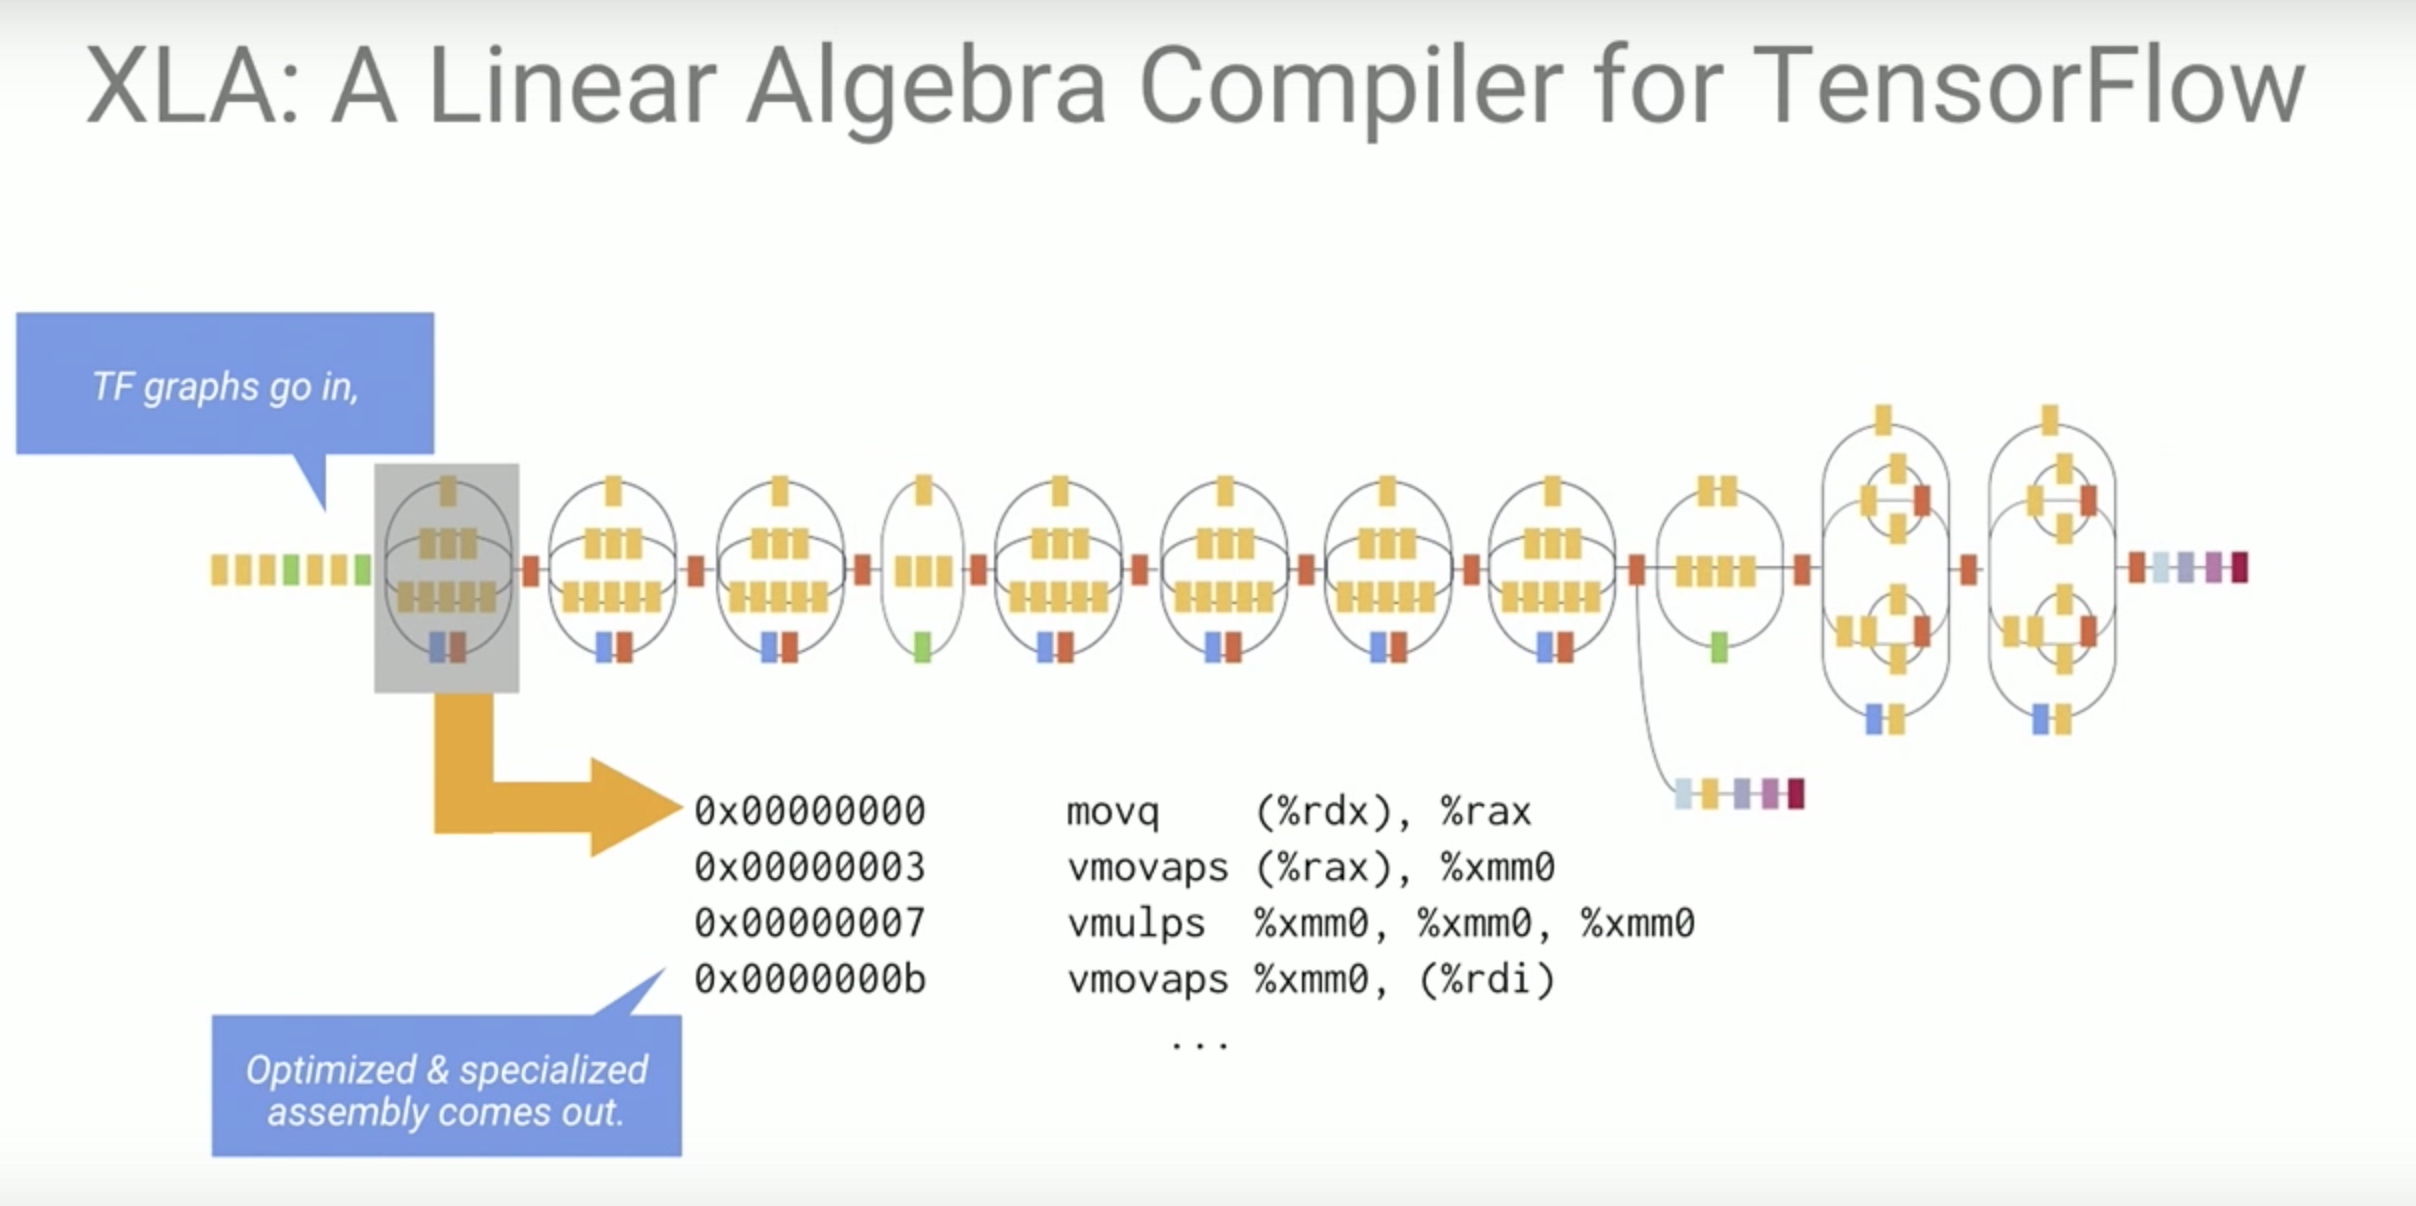 XLA: A Linear Algebra Compiler for TensorFlow
TF graphs go in,
0x00000000 movq (%rdx), %rax
0x00000003 vmovaps (%rax), %xmm0
0x00000007 vmulps %xmm0, %xmm0, %xmm0
0x0000000b vmovaps %xmm0, (%rdi)
...
Optimized & specialized
assembly comes out.